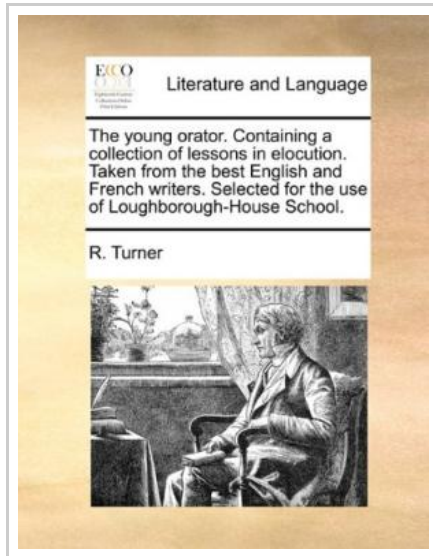 ECCO
Literature and Language
The young orator. Containing a
collection of lessons in elocution.
Taken from the best English and
French writers. Selected for the use
of Loughborough-House School.
R. Turner